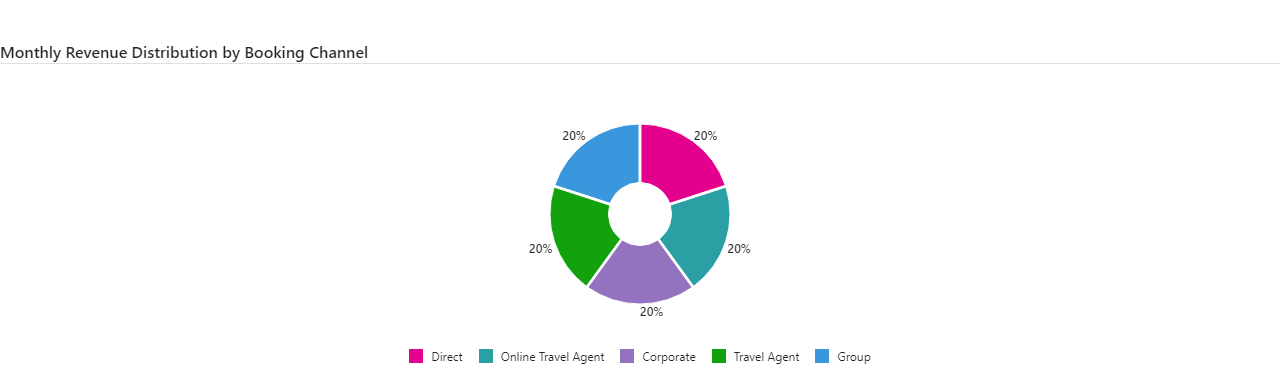 Monthly Revenue Distribution by Booking Channel
20% 20%
20% 20%
20%
Direct Online Travel Agent Corporate Travel Agent Group